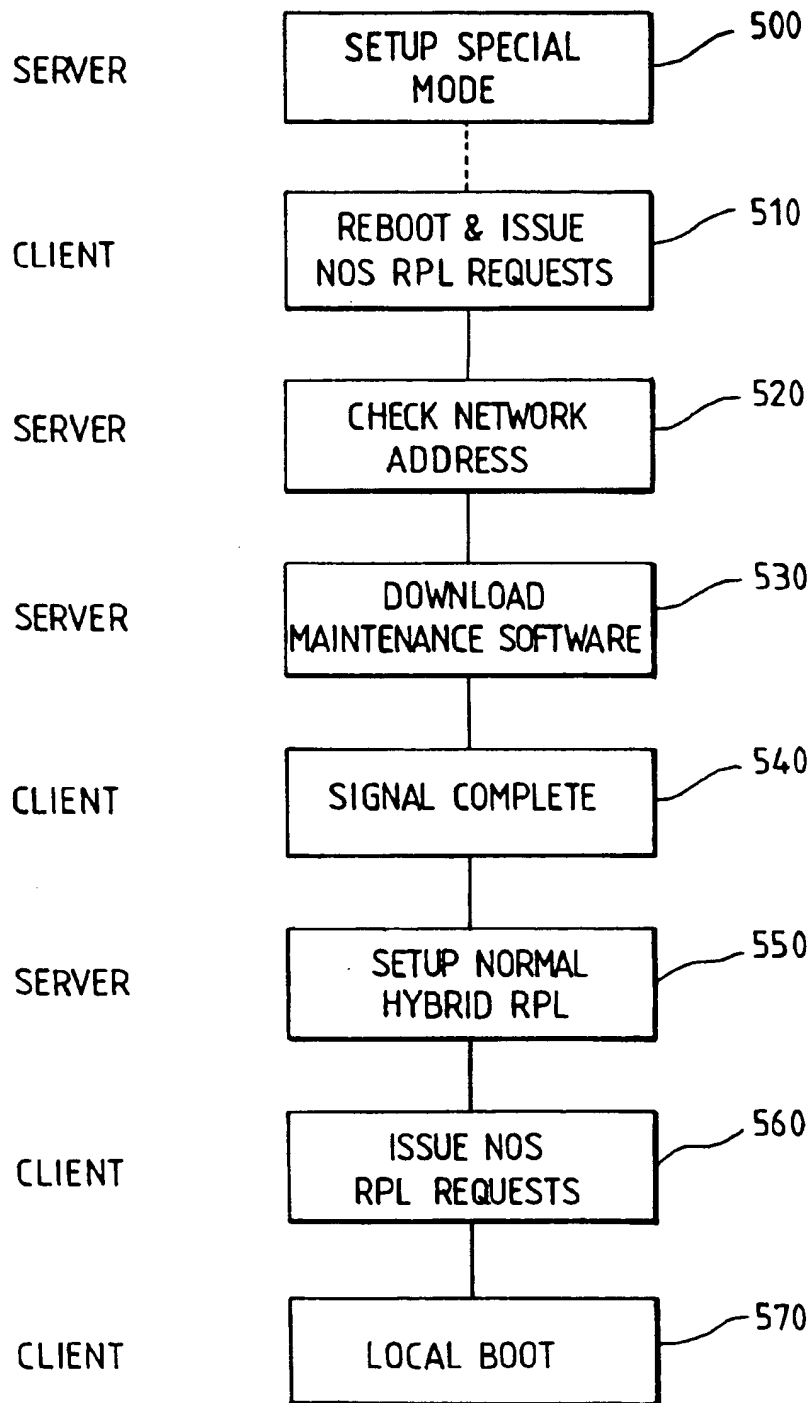 500
SERVER
SETUP SPECIAL
MODE
510
CLIENT
REBOOT & ISSUE
NOS RPL REQUESTS
520
SERVER
CHECK NETWORK
ADDRESS
530
SERVER
DOWNLOAD
MAINTENANCE SOFTWARE
540
CLIENT
SIGNAL COMPLETE
550
SERVER
SETUP NORMAL
HYBRID RPL
560
CLIENT
ISSUE NOS
RPL REQUESTS
570
CLIENT
LOCAL BOOT